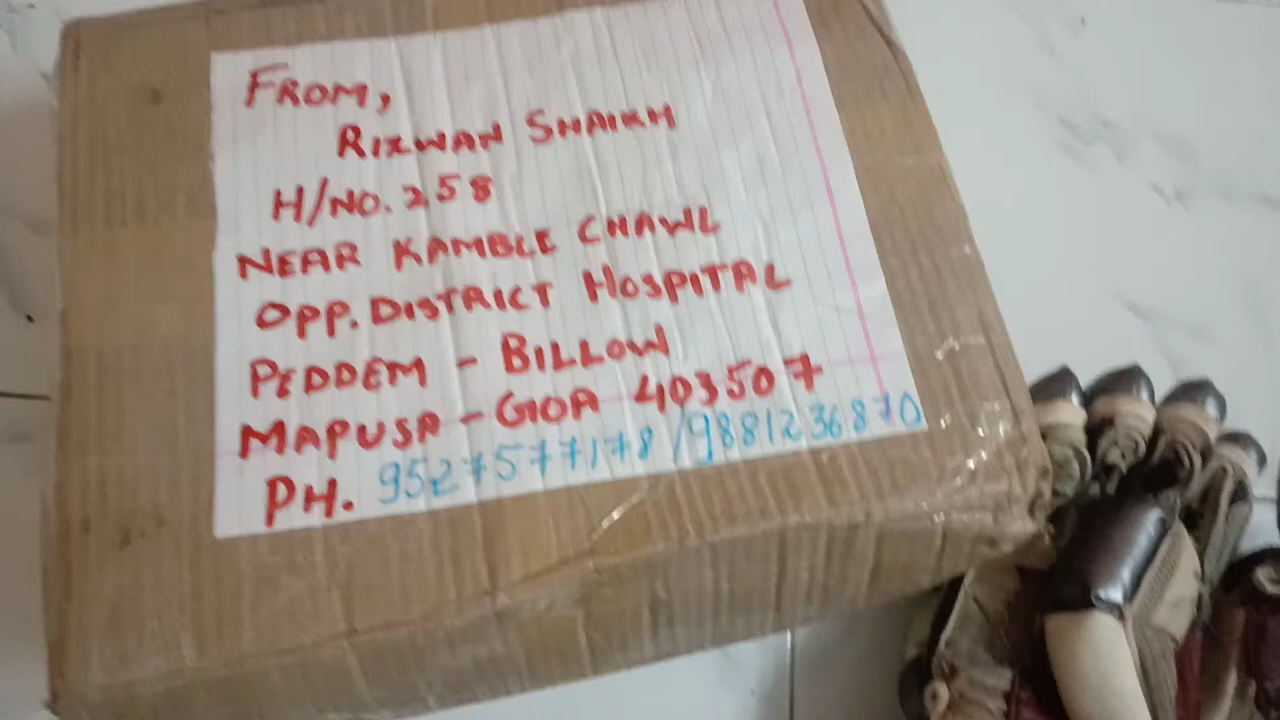 FROM,
RIZWAN SHAIKH
H/NO. 258
NEAR KAMBLE CHAWL
OPP. DISTRICT HOSPITAL
PEDDEM - BILLOW
MAPUSA - GOA 403507
PH. 9527577178 / 9881236870